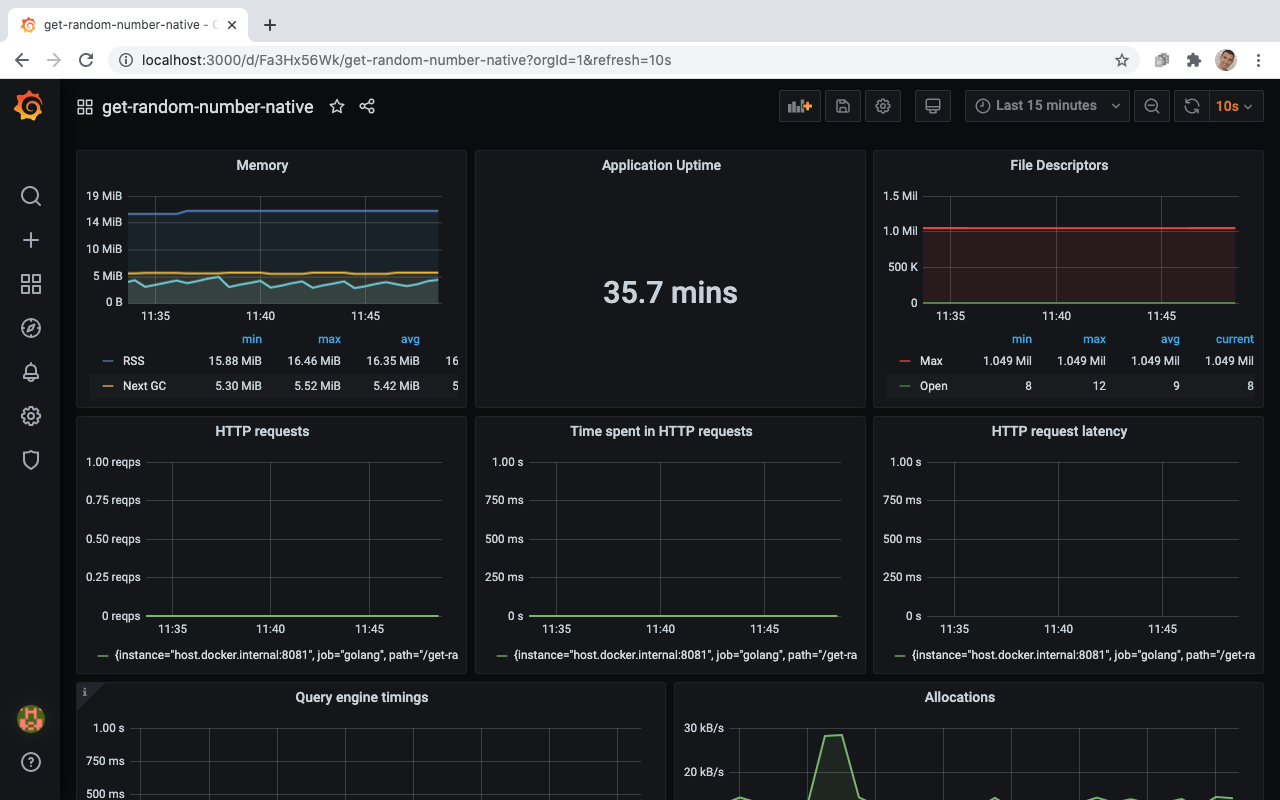 get-random-number-native - G
localhost:3000/d/Fa3Hx56Wk/get-random-number-native?orgId=1&refresh=10s
get-random-number-native
Last 15 minutes
10s
Memory
19 MiB
14 MiB
10 MiB
5 MiB
0 B
11:35 11:40 11:45
min max avg
RSS 15.88 MiB 16.46 MiB 16.35 MiB 16
Next GC 5.30 MiB 5.52 MiB 5.42 MiB 5
Application Uptime
35.7 mins
File Descriptors
1.5 Mil
1.0 Mil
500 K
0
11:35 11:40 11:45
min max avg current
Max 1.049 Mil 1.049 Mil 1.049 Mil 1.049 Mil
Open 8 12 9 8
HTTP requests
1.00 reqps
0.75 reqps
0.50 reqps
0.25 reqps
0 reqps
11:35 11:40 11:45
{instance="host.docker.internal:8081", job="golang", path="/get-ra
Time spent in HTTP requests
1.00 s
750 ms
500 ms
250 ms
0 s
11:35 11:40 11:45
{instance="host.docker.internal:8081", job="golang", path="/get-ra
HTTP request latency
1.00 s
750 ms
500 ms
250 ms
0 s
11:35 11:40 11:45
{instance="host.docker.internal:8081", job="golang", path="/get-ra
i
Query engine timings
1.00 s
750 ms
500 ms
Allocations
30 kB/s
20 kB/s